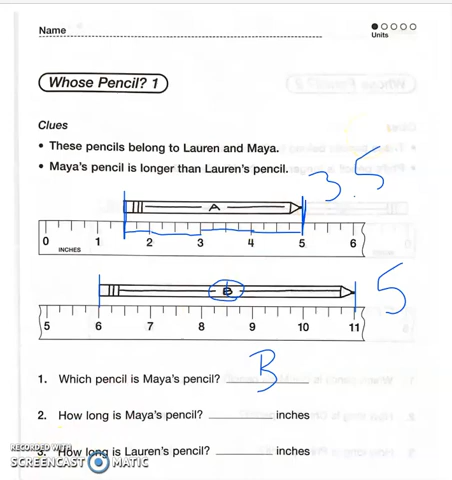 Name
Units
Whose Pencil? 1
Clues
• These pencils belong to Lauren and Maya.
• Maya's pencil is longer than Lauren's pencil.
3.5
A
0 1 2 3 4 5 6
INCHES
B
5
5 6 7 8 9 10 11
B
1. Which pencil is Maya's pencil?
2. How long is Maya's pencil? inches
3. How long is Lauren's pencil? inches
RECORDED WITH
SCREENCAST MATIC